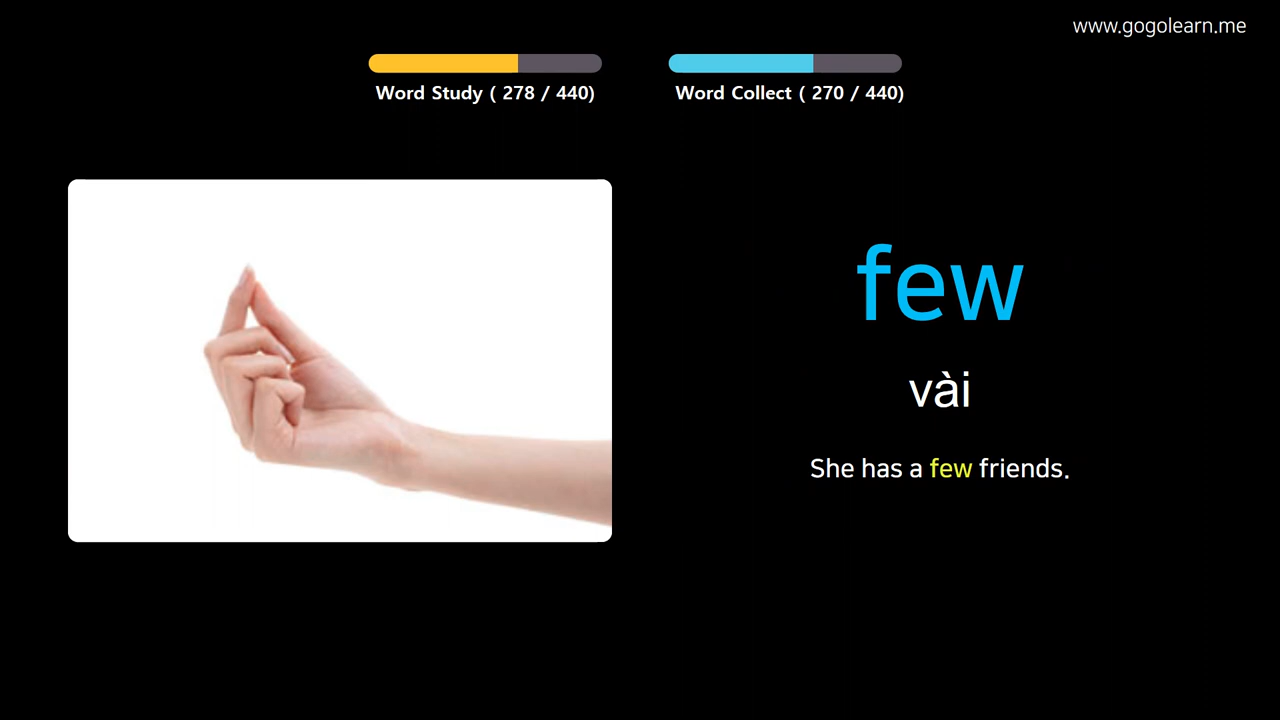 www.gogolearn.me
Word Study ( 278 / 440)
Word Collect ( 270 / 440)
few
vài
She has a few friends.